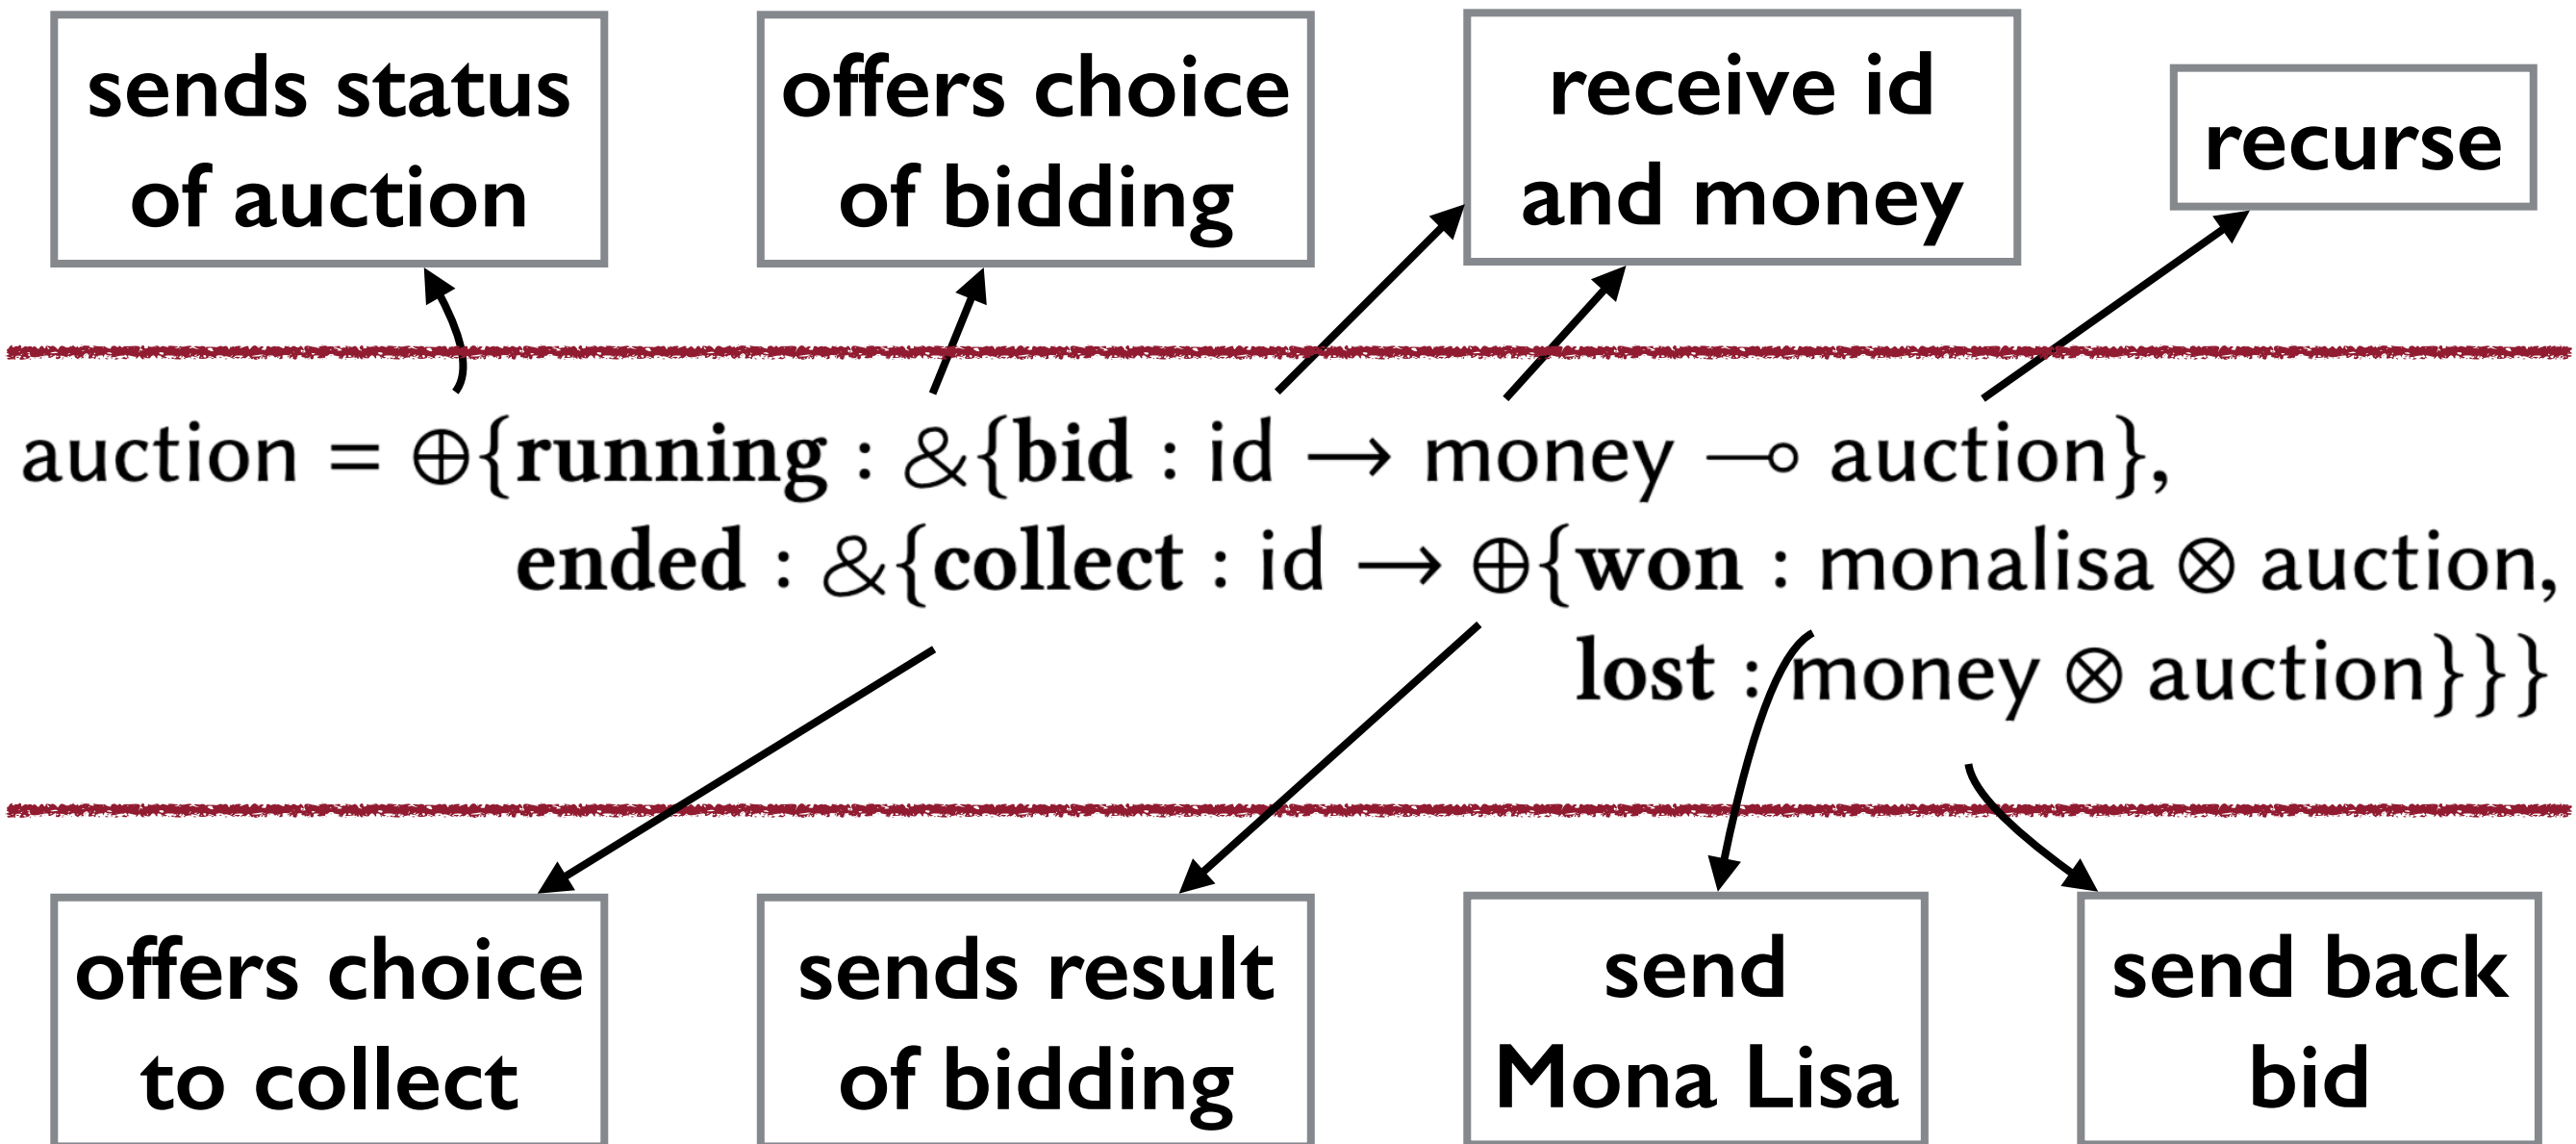 sends status
of auction
offers choice
of bidding
receive id
and money
recurse
auction = ⊕{running : &{bid : id ⟶ money ⊸ auction},
ended : &{collect : id ⟶ ⊕{won : monalisa ⊗ auction,
lost : money ⊗ auction}}}
offers choice
to collect
sends result
of bidding
send
Mona Lisa
send back
bid